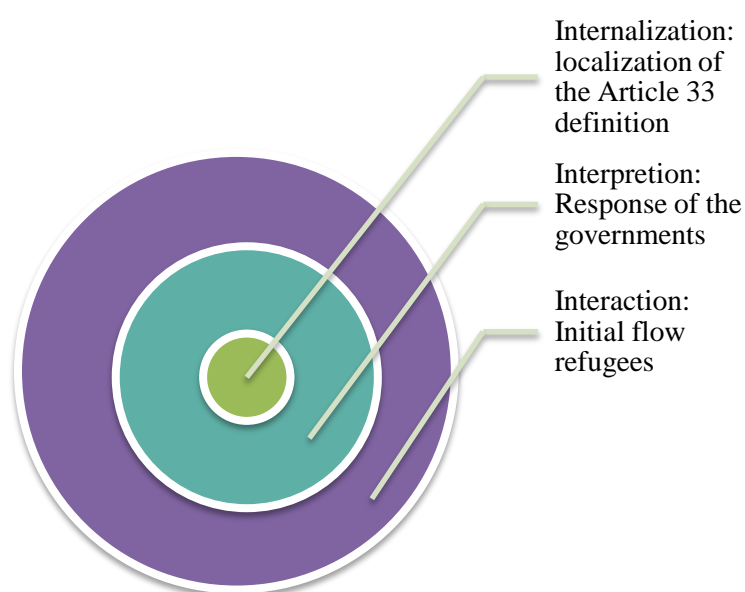 Internalization:
localization of
the Article 33
definition
Interpretion:
Response of the
governments
Interaction:
Initial flow
refugees